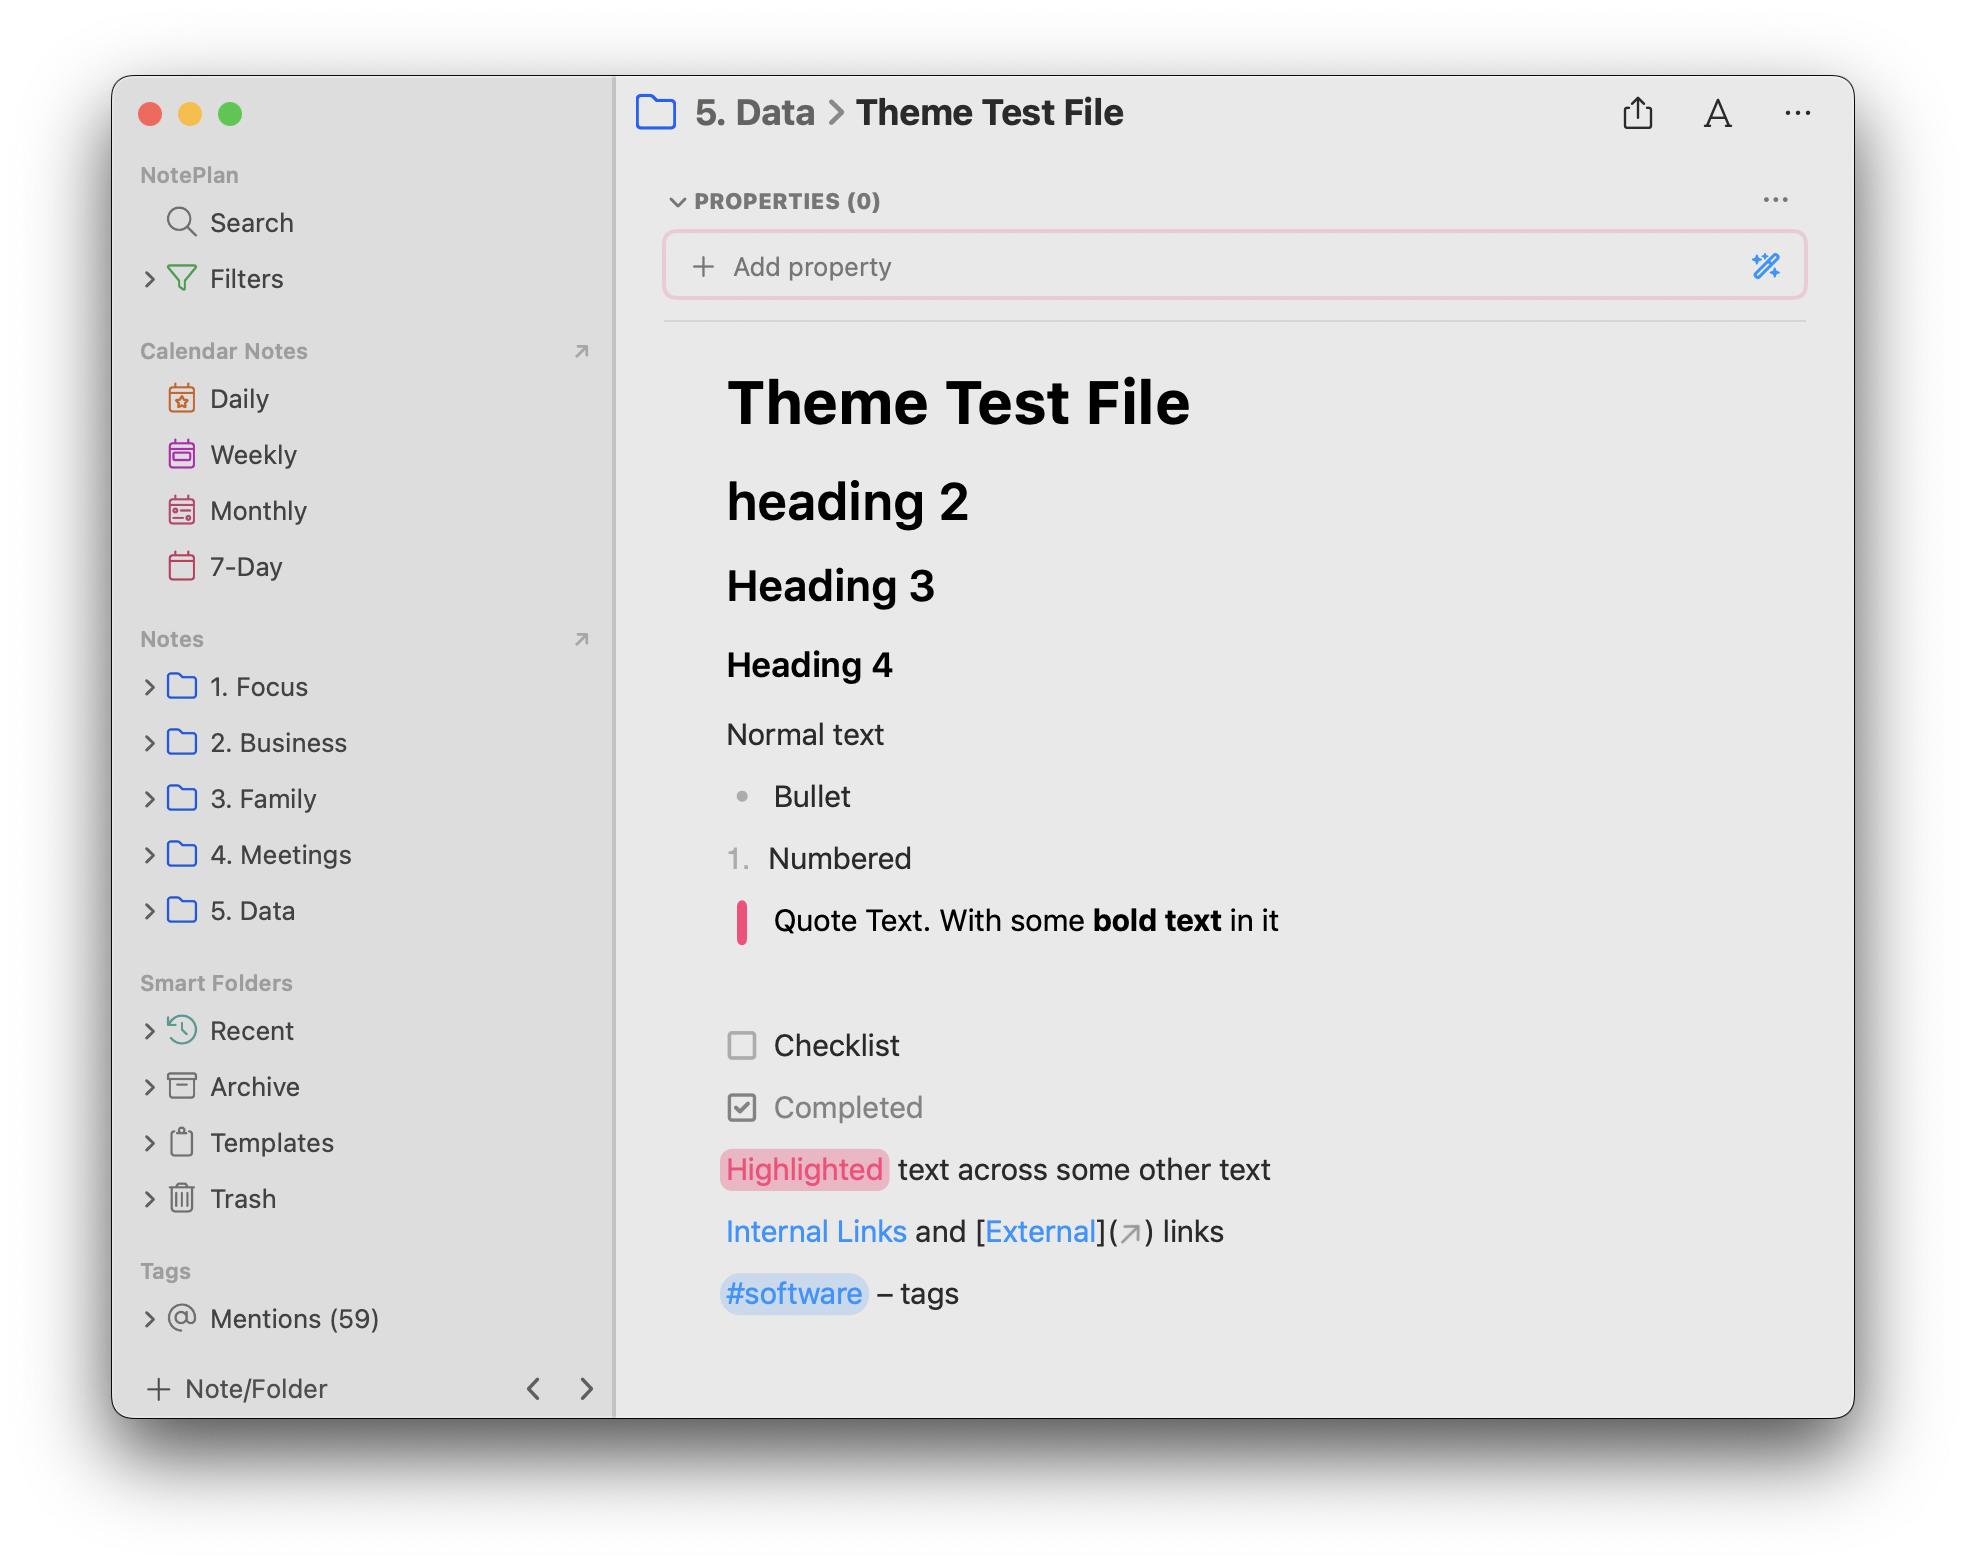 NotePlan
Search
Filters
Calendar Notes
Daily
Weekly
Monthly
7-Day
Notes
1. Focus
2. Business
3. Family
4. Meetings
5. Data
Smart Folders
Recent
Archive
Templates
Trash
Tags
Mentions (59)
Note/Folder
5. Data > Theme Test File
PROPERTIES (0)
Add property
Theme Test File
heading 2
Heading 3
Heading 4
Normal text
• Bullet
1. Numbered
Quote Text. With some bold text in it
Checklist
Completed
Highlighted text across some other text
Internal Links and [External](↗) links
#software – tags